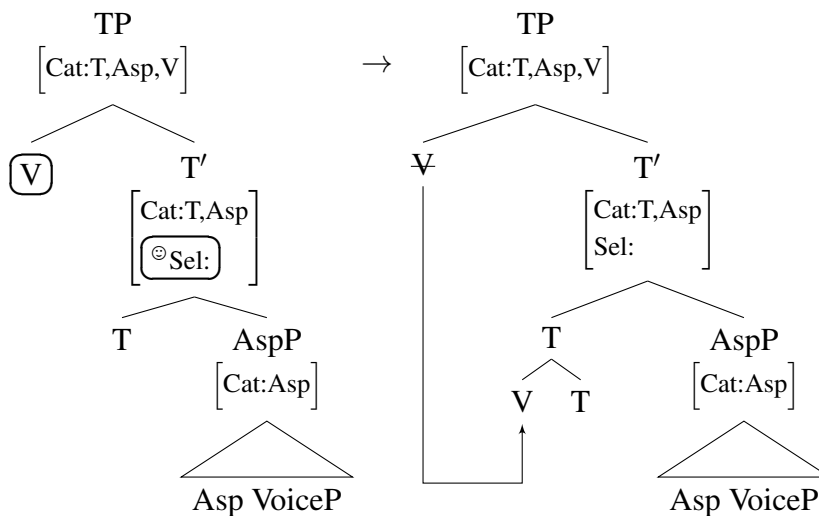 TP → TP
[Cat:T,Asp,V] [Cat:T,Asp,V]
V T′ V T′
[Cat:T,Asp [Cat:T,Asp
☺Sel:] Sel:]
T AspP T AspP
[Cat:Asp] V T [Cat:Asp]
Asp VoiceP Asp VoiceP